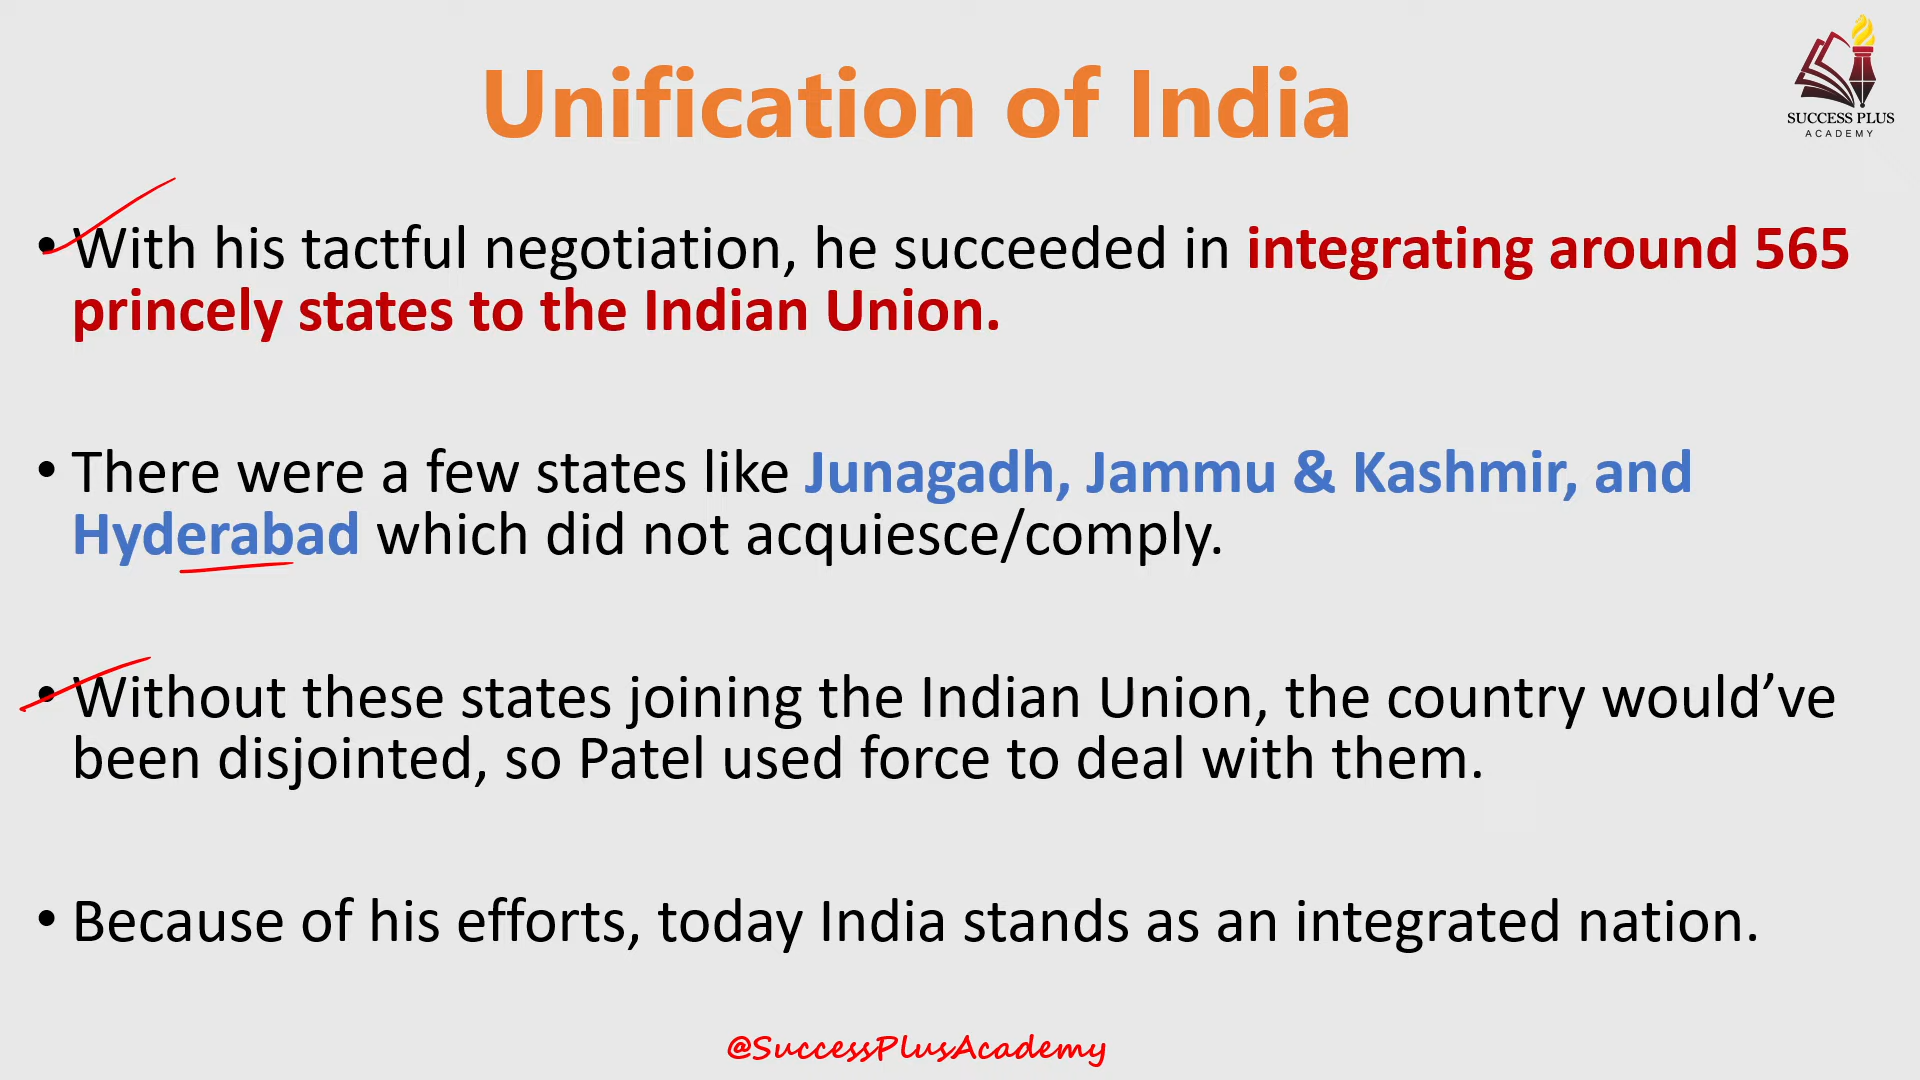 Unification of India
SUCCESS PLUS
ACADEMY
• With his tactful negotiation, he succeeded in integrating around 565
princely states to the Indian Union.
• There were a few states like Junagadh, Jammu & Kashmir, and
Hyderabad which did not acquiesce/comply.
• Without these states joining the Indian Union, the country would’ve
been disjointed, so Patel used force to deal with them.
• Because of his efforts, today India stands as an integrated nation.
@SuccessPlusAcademy